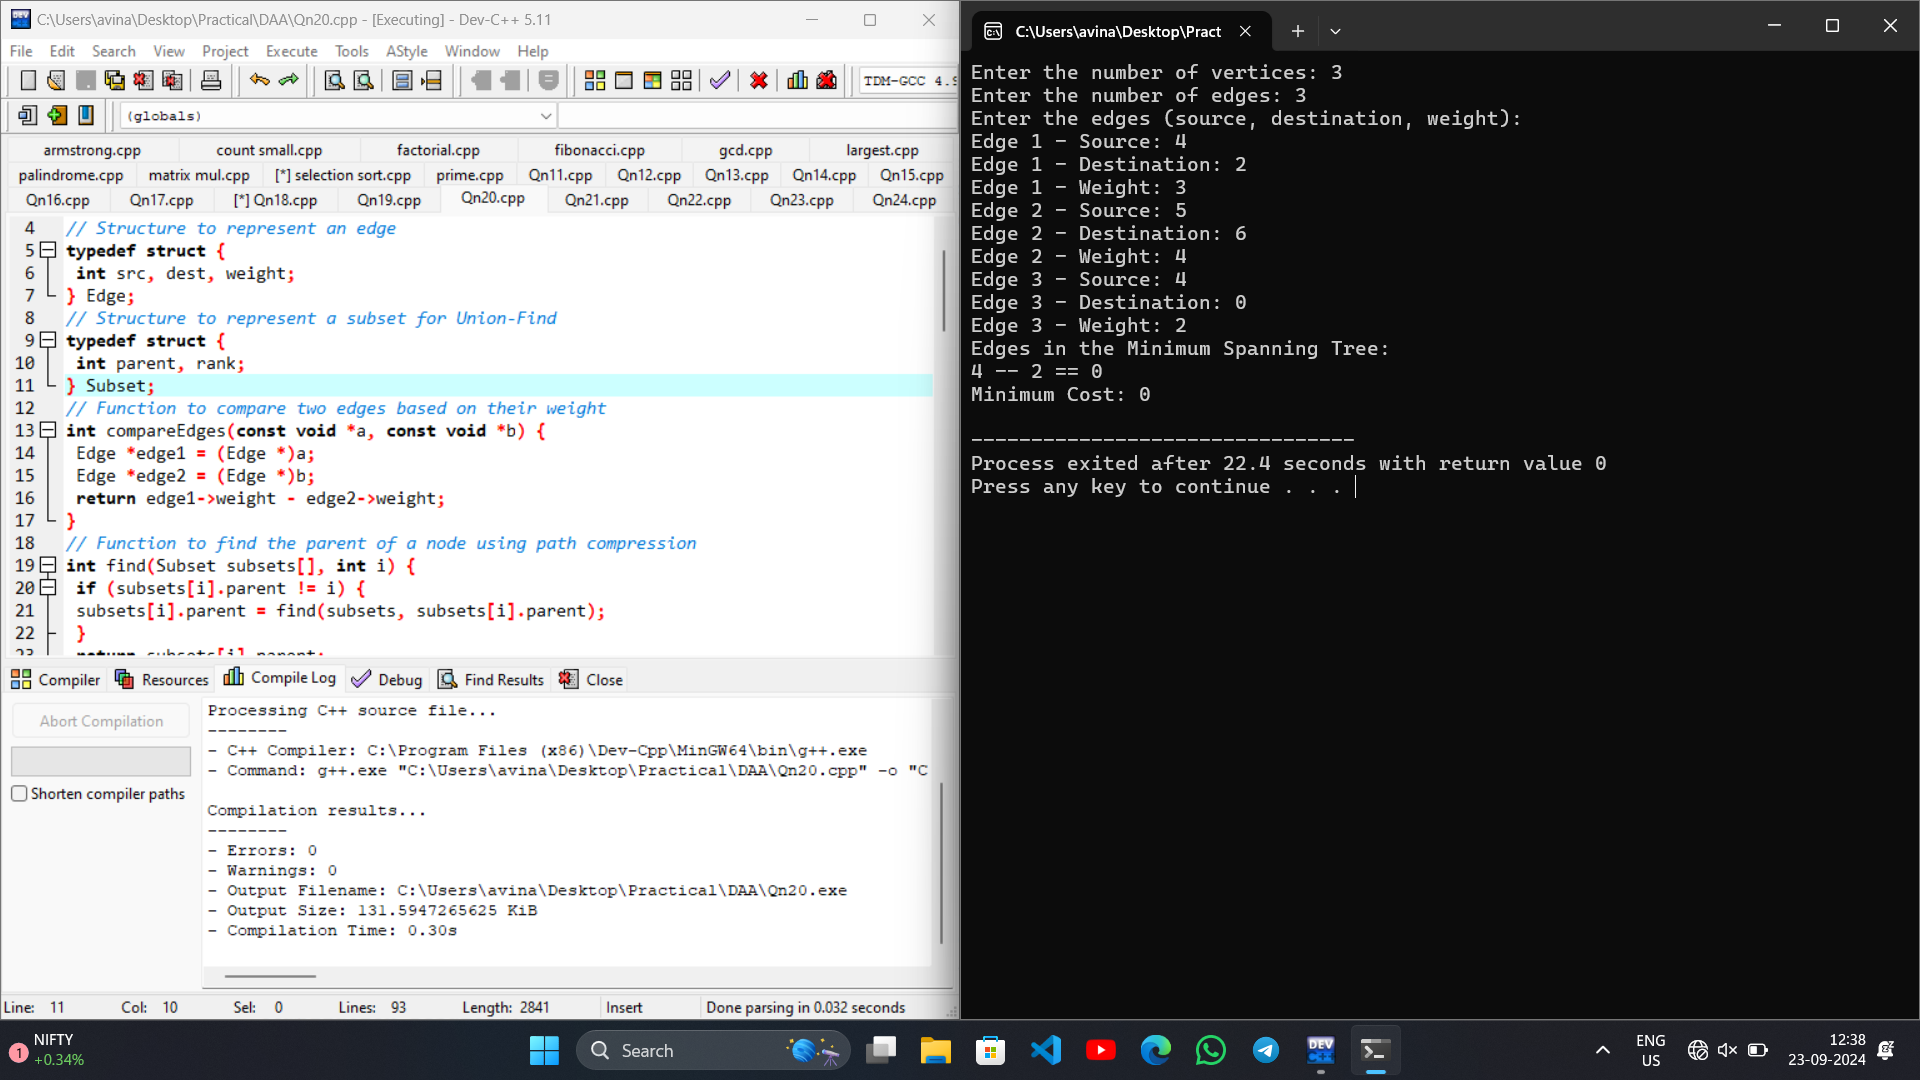 C:\Users\avina\Desktop\Practical\DAA\Qn20.cpp - [Executing] - Dev-C++ 5.11
File Edit Search View Project Execute Tools AStyle Window Help
TDM-GCC 4.9
(globals)
armstrong.cpp count small.cpp factorial.cpp fibonacci.cpp gcd.cpp largest.cpp
palindrome.cpp matrix mul.cpp [*] selection sort.cpp prime.cpp Qn11.cpp Qn12.cpp Qn13.cpp Qn14.cpp Qn15.cpp
Qn16.cpp Qn17.cpp [*] Qn18.cpp Qn19.cpp Qn20.cpp Qn21.cpp Qn22.cpp Qn23.cpp Qn24.cpp
4 // Structure to represent an edge
5 typedef struct {
6 int src, dest, weight;
7 } Edge;
8 // Structure to represent a subset for Union-Find
9 typedef struct {
10 int parent, rank;
11 } Subset;
12 // Function to compare two edges based on their weight
13 int compareEdges(const void *a, const void *b) {
14 Edge *edge1 = (Edge *)a;
15 Edge *edge2 = (Edge *)b;
16 return edge1->weight - edge2->weight;
17 }
18 // Function to find the parent of a node using path compression
19 int find(Subset subsets[], int i) {
20 if (subsets[i].parent != i) {
21 subsets[i].parent = find(subsets, subsets[i].parent);
22 }
23 return subsets[i].parent;
Compiler Resources Compile Log Debug Find Results Close
Abort Compilation
Shorten compiler paths
Processing C++ source file...
--------
- C++ Compiler: C:\Program Files (x86)\Dev-Cpp\MinGW64\bin\g++.exe
- Command: g++.exe "C:\Users\avina\Desktop\Practical\DAA\Qn20.cpp" -o "C
Compilation results...
--------
- Errors: 0
- Warnings: 0
- Output Filename: C:\Users\avina\Desktop\Practical\DAA\Qn20.exe
- Output Size: 131.5947265625 KiB
- Compilation Time: 0.30s
Line: 11 Col: 10 Sel: 0 Lines: 93 Length: 2841 Insert Done parsing in 0.032 seconds
C:\Users\avina\Desktop\Pract
Enter the number of vertices: 3
Enter the number of edges: 3
Enter the edges (source, destination, weight):
Edge 1 - Source: 4
Edge 1 - Destination: 2
Edge 1 - Weight: 3
Edge 2 - Source: 5
Edge 2 - Destination: 6
Edge 2 - Weight: 4
Edge 3 - Source: 4
Edge 3 - Destination: 0
Edge 3 - Weight: 2
Edges in the Minimum Spanning Tree:
4 -- 2 == 0
Minimum Cost: 0
--------------------------------
Process exited after 22.4 seconds with return value 0
Press any key to continue . . .
1 NIFTY
+0.34%
Search
DEV
ENG
US
12:38
23-09-2024